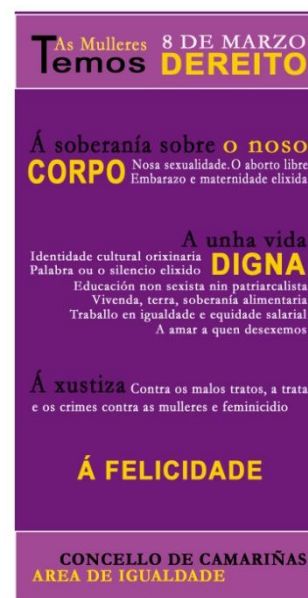 As Mulleres 8 DE MARZO
Temos DEREITO
Á soberanía sobre o noso
CORPO Nosa sexualidade.O aborto libre
Embarazo e maternidade elixida
A unha vida
Identidade cultural orixinaria
Palabra ou o silencio elixido DIGNA
Educación non sexista nin patriarcalista
Vivenda, terra, soberanía alimentaria
Traballo en igualdade e equidade salarial
A amar a quen desexemos
Á xustiza Contra os malos tratos, a trata
e os crimes contra as mulleres e feminicidio
Á FELICIDADE
CONCELLO DE CAMARIÑAS
AREA DE IGUALDADE